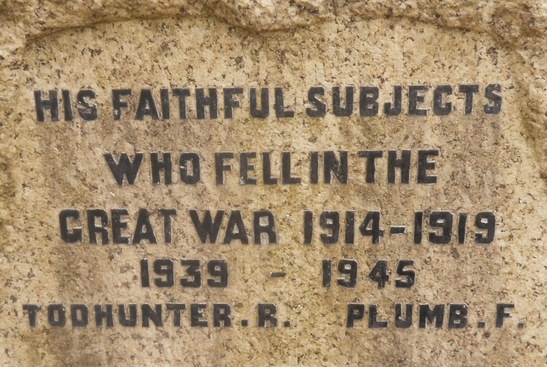 HIS FAITHFUL SUBJECTS
WHO FELL IN THE
GREAT WAR 1914-1919
1939 - 1945
TODHUNTER. R. PLUMB. F.